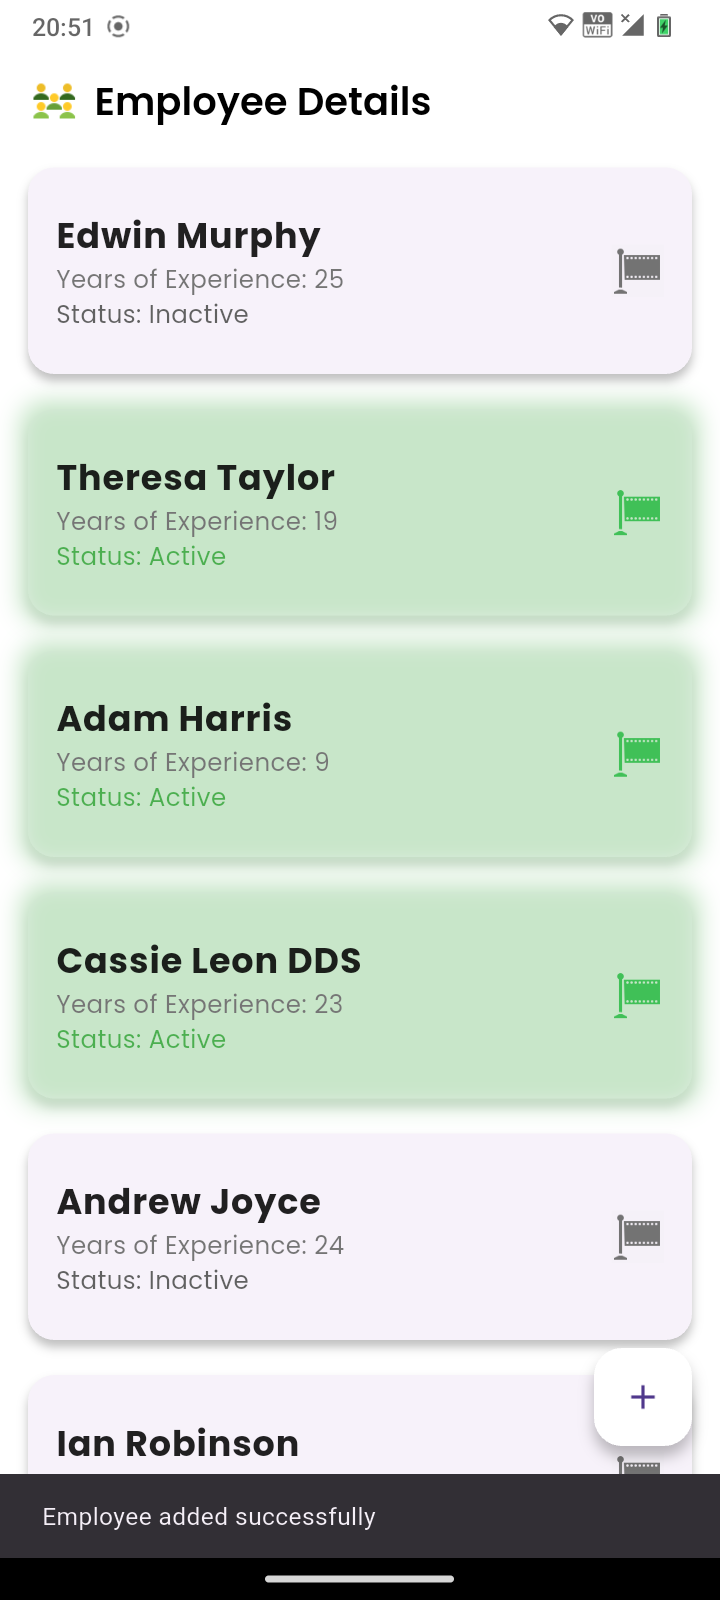 20:51
VO
WiFi
Employee Details
Edwin Murphy
Years of Experience: 25
Status: Inactive
Theresa Taylor
Years of Experience: 19
Status: Active
Adam Harris
Years of Experience: 9
Status: Active
Cassie Leon DDS
Years of Experience: 23
Status: Active
Andrew Joyce
Years of Experience: 24
Status: Inactive
Ian Robinson
Employee added successfully